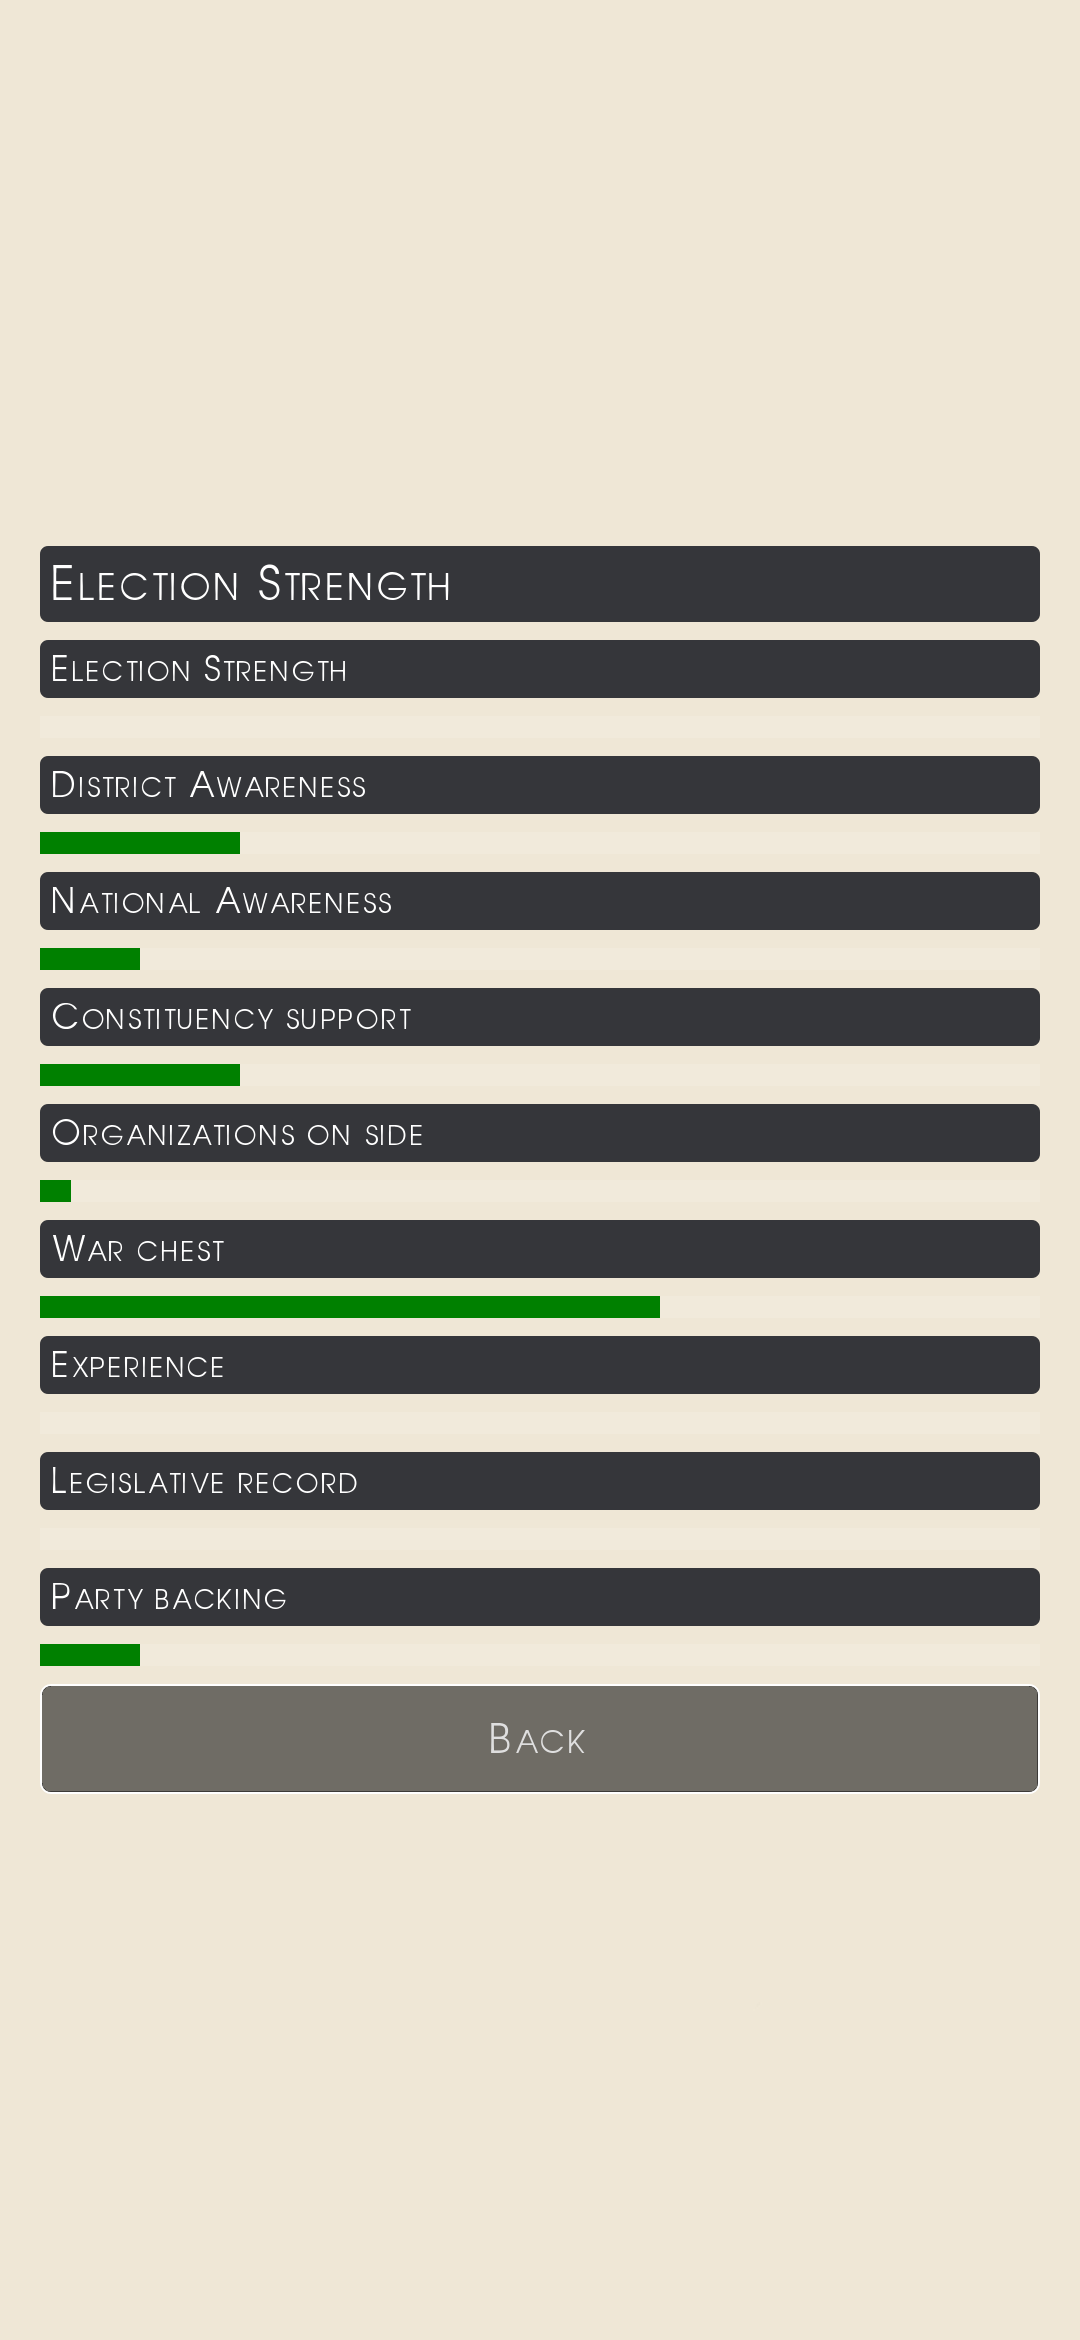 Election Strength
Election Strength
District Awareness
National Awareness
Constituency support
Organizations on side
War chest
Experience
Legislative record
Party backing
Back